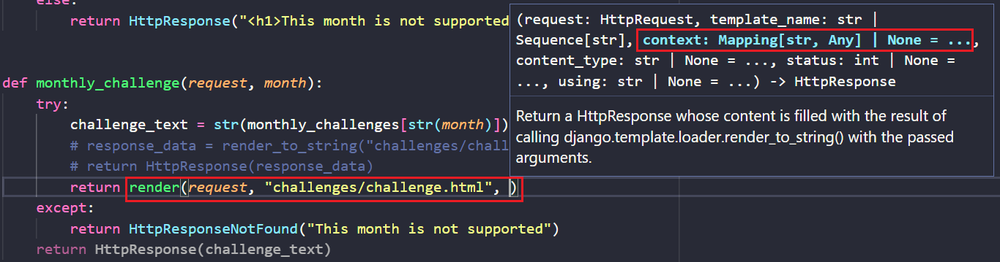 else:
return HttpResponse("<h1>This month is not supported
(request: HttpRequest, template_name: str |
Sequence[str], context: Mapping[str, Any] | None = ...,
content_type: str | None = ..., status: int | None =
..., using: str | None = ...) -> HttpResponse
Return a HttpResponse whose content is filled with the result of
calling django.template.loader.render_to_string() with the passed
arguments.
def monthly_challenge(request, month):
try:
challenge_text = str(monthly_challenges[str(month)])
# response_data = render_to_string("challenges/chall
# return HttpResponse(response_data)
return render(request, "challenges/challenge.html", )
except:
return HttpResponseNotFound("This month is not supported")
return HttpResponse(challenge_text)